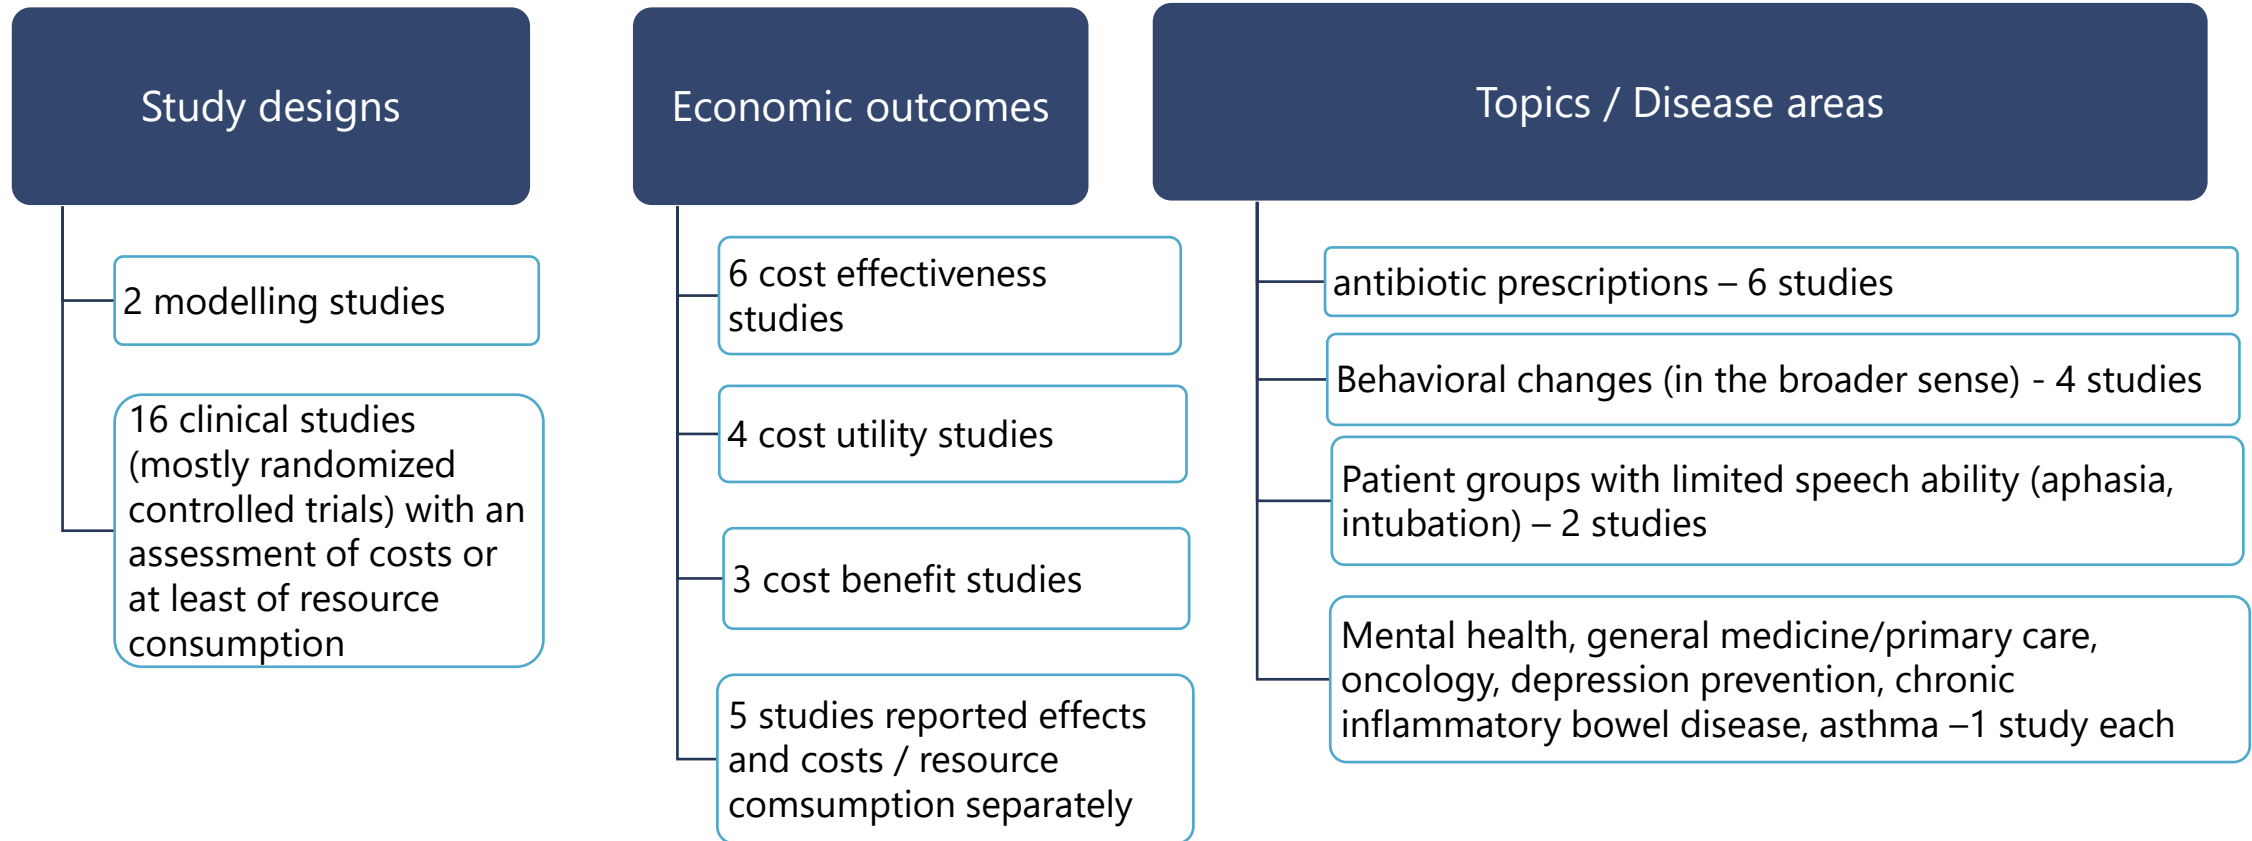 Study designs
2 modelling studies
16 clinical studies
(mostly randomized
controlled trials) with an
assessment of costs or
at least of resource
consumption
Economic outcomes
6 cost effectiveness
studies
4 cost utility studies
3 cost benefit studies
5 studies reported effects
and costs / resource
comsumption separately
Topics / Disease areas
antibiotic prescriptions – 6 studies
Behavioral changes (in the broader sense) - 4 studies
Patient groups with limited speech ability (aphasia,
intubation) – 2 studies
Mental health, general medicine/primary care,
oncology, depression prevention, chronic
inflammatory bowel disease, asthma –1 study each